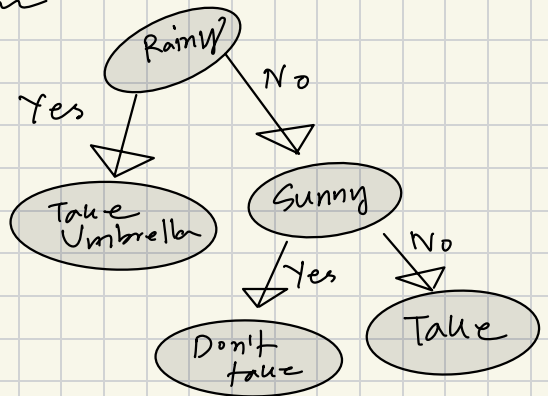 Rainy
No
Yes
Take
Umbrella
Sunny
No
Yes
Take
Don't
take